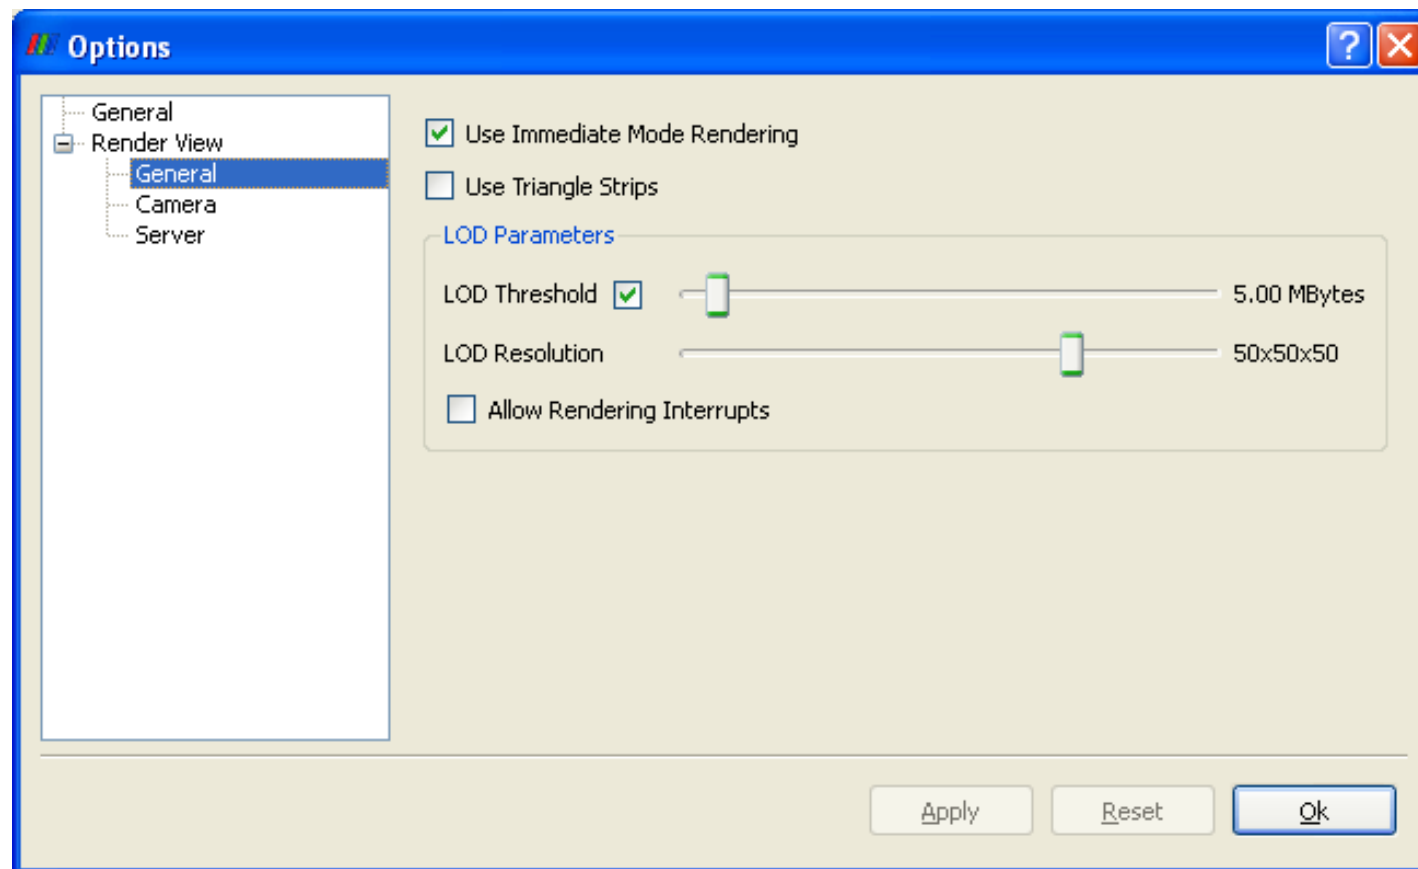 Options
General
Render View
General
Camera
Server
Use Immediate Mode Rendering
Use Triangle Strips
LOD Parameters
LOD Threshold 5.00 MBytes
LOD Resolution 50x50x50
Allow Rendering Interrupts
Apply Reset Ok